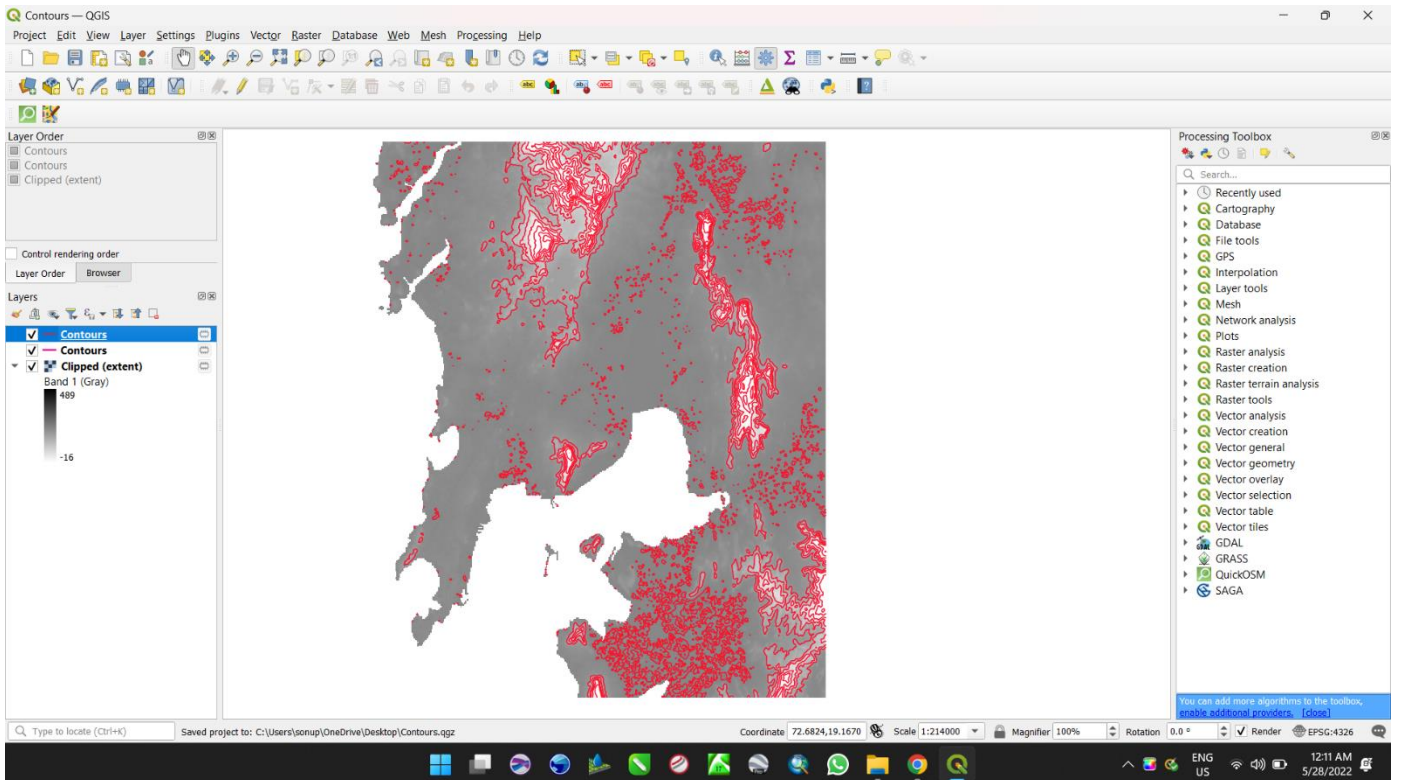 Contours — QGIS
Project Edit View Layer Settings Plugins Vector Raster Database Web Mesh Processing Help
Layer Order
Contours
Contours
Clipped (extent)
Control rendering order
Layer Order Browser
Layers
Contours
Contours
Clipped (extent)
Band 1 (Gray)
489
-16
Processing Toolbox
Search...
Recently used
Cartography
Database
File tools
GPS
Interpolation
Layer tools
Mesh
Network analysis
Plots
Raster analysis
Raster creation
Raster terrain analysis
Raster tools
Vector analysis
Vector creation
Vector general
Vector geometry
Vector overlay
Vector selection
Vector table
Vector tiles
GDAL
GRASS
QuickOSM
SAGA
You can add more algorithms to the toolbox,
enable additional providers. [close]
Type to locate (Ctrl+K) Saved project to: C:\Users\sonup\OneDrive\Desktop\Contours.qgz Coordinate 72.6824,19.1670 Scale 1:214000 Magnifier 100% Rotation 0.0 ° Render EPSG:4326
ENG
US
12:11 AM
5/28/2022